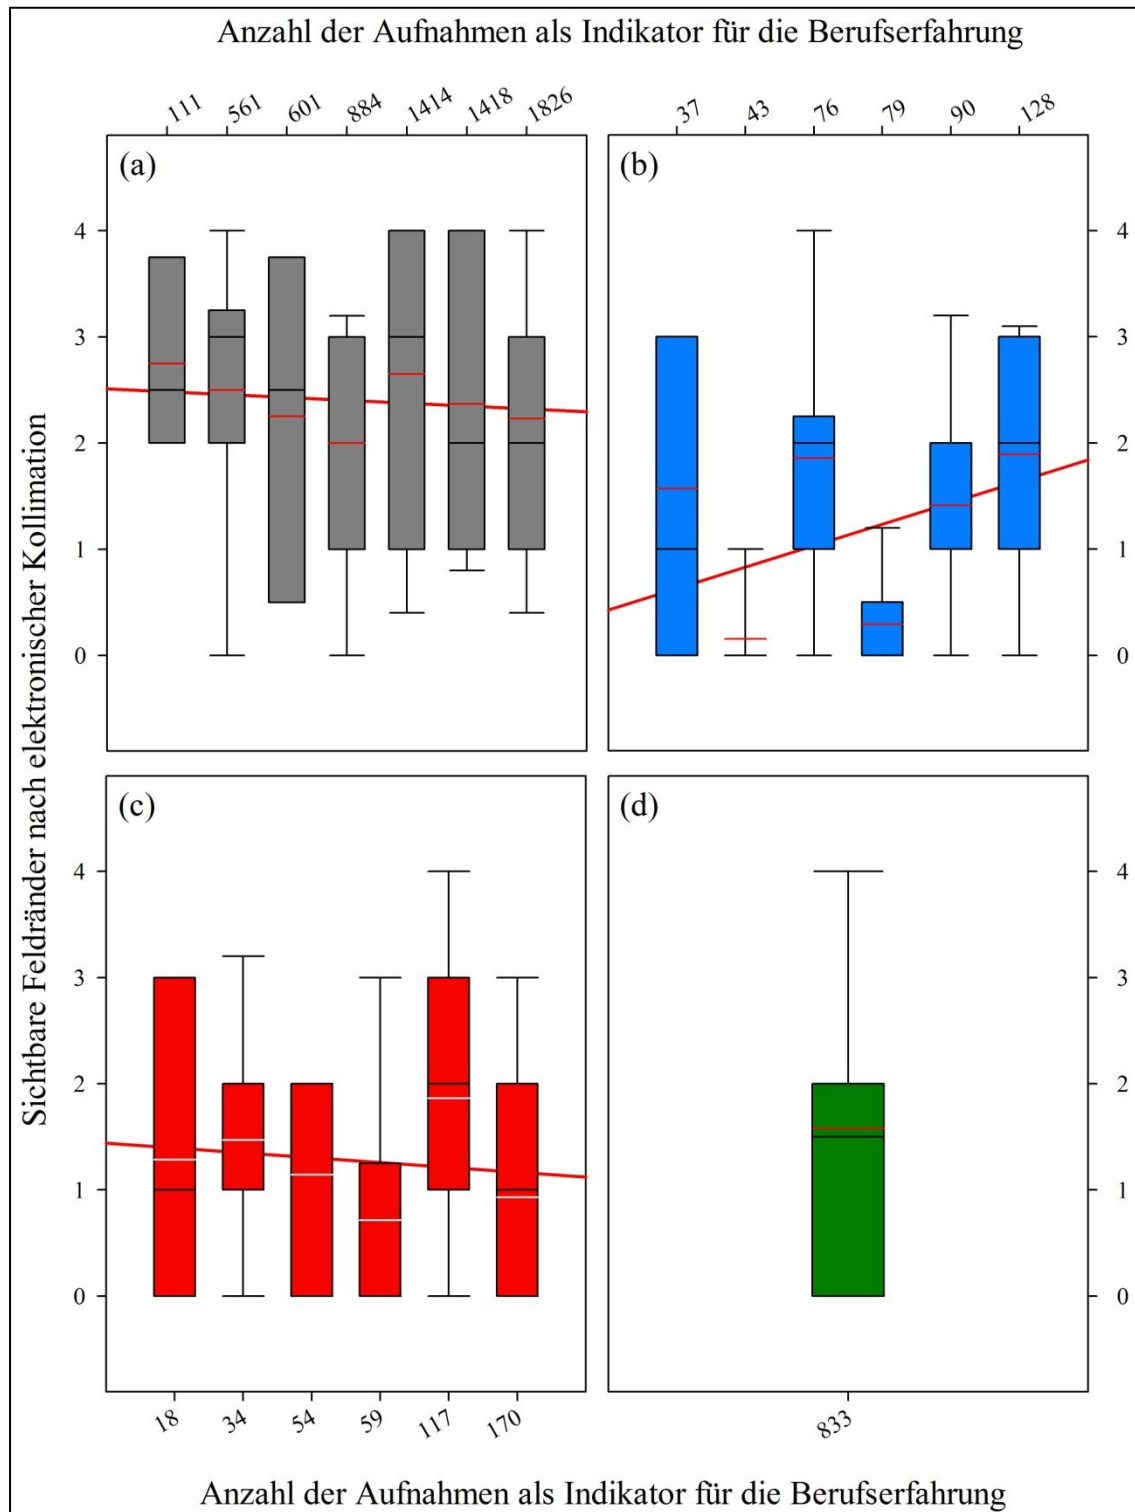 Anzahl der Aufnahmen als Indikator für die Berufserfahrung
111 561 601 884 1414 1418 1826
37 43 76 79 90 128
(a)
(b)
4
3
2
1
0
4
3
2
1
0
Sichtbare Feldränder nach elektronischer Kollimation
(c)
(d)
4
3
2
1
0
4
3
2
1
0
18 34 54 59 117 170
833
Anzahl der Aufnahmen als Indikator für die Berufserfahrung